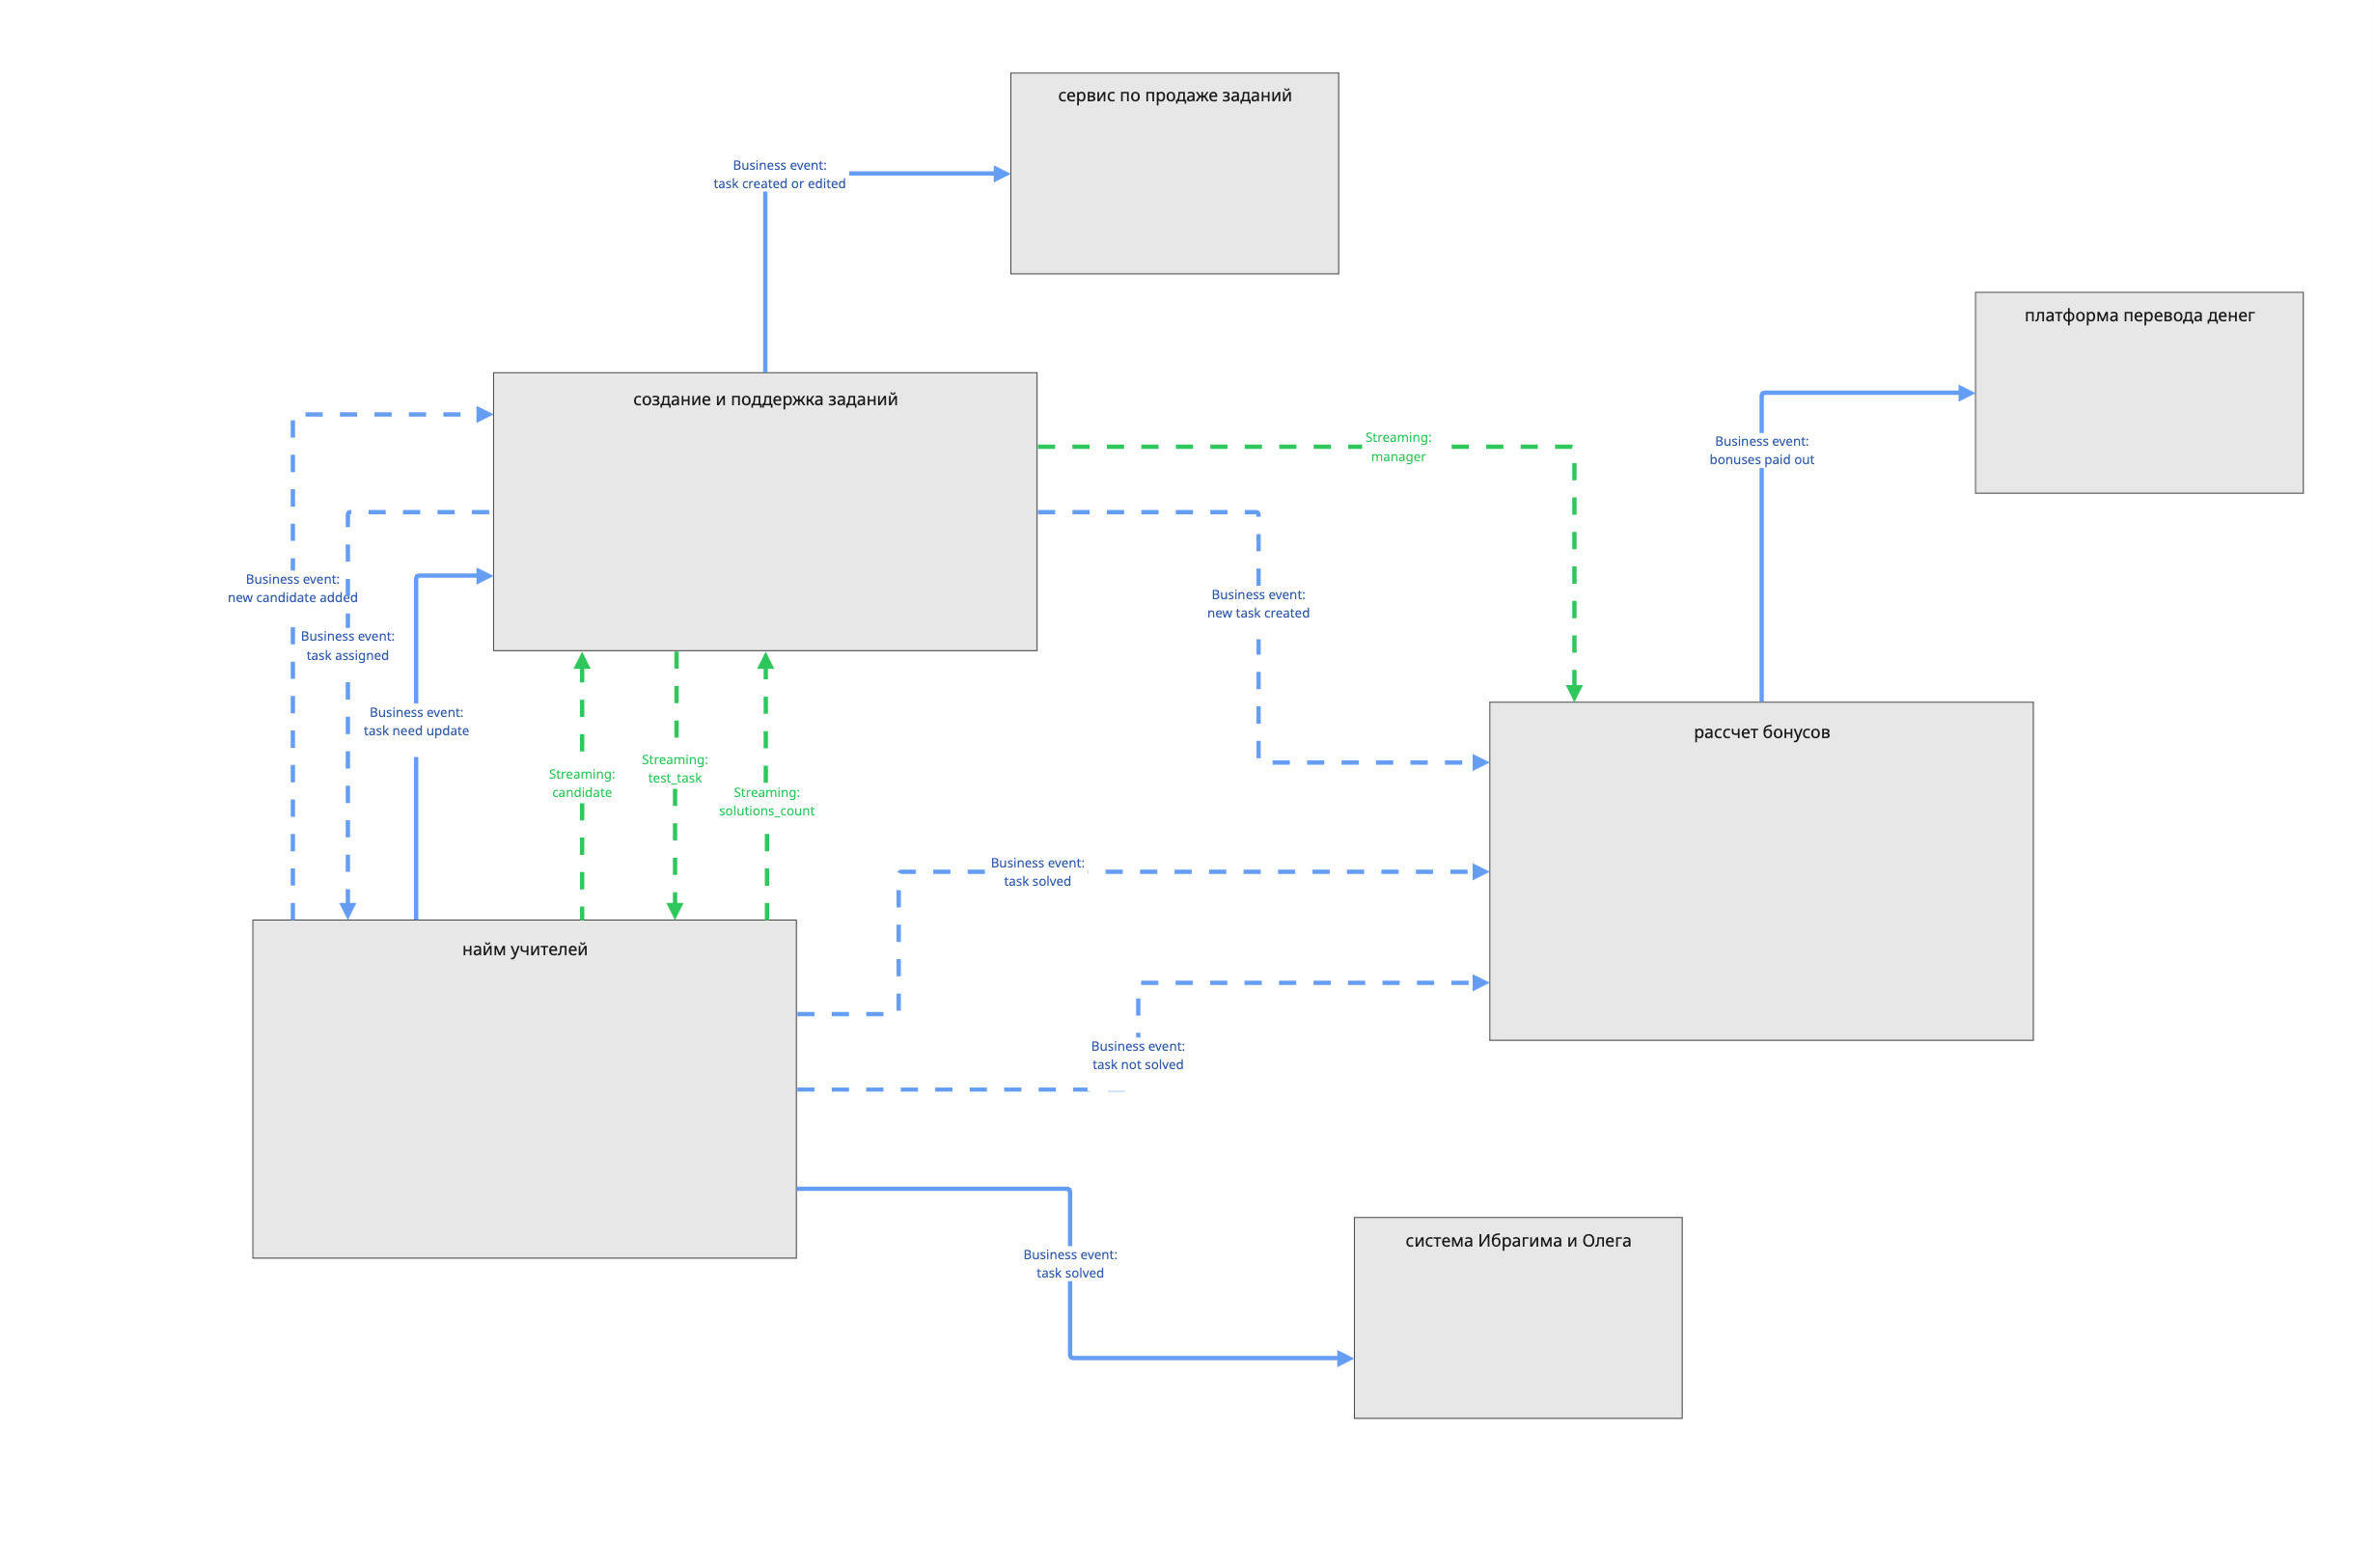 сервис по продаже заданий
Business event:
task created or edited
платформа перевода денег
создание и поддержка заданий
Streaming:
manager
Business event:
bonuses paid out
Business event:
new candidate added
Business event:
new task created
Business event:
task assigned
Business event:
task need update
рассчет бонусов
Streaming:
candidate
Streaming:
test_task
Streaming:
solutions_count
Business event:
task solved
найм учителей
Business event:
task not solved
Business event:
task solved
система Ибрагима и Олега